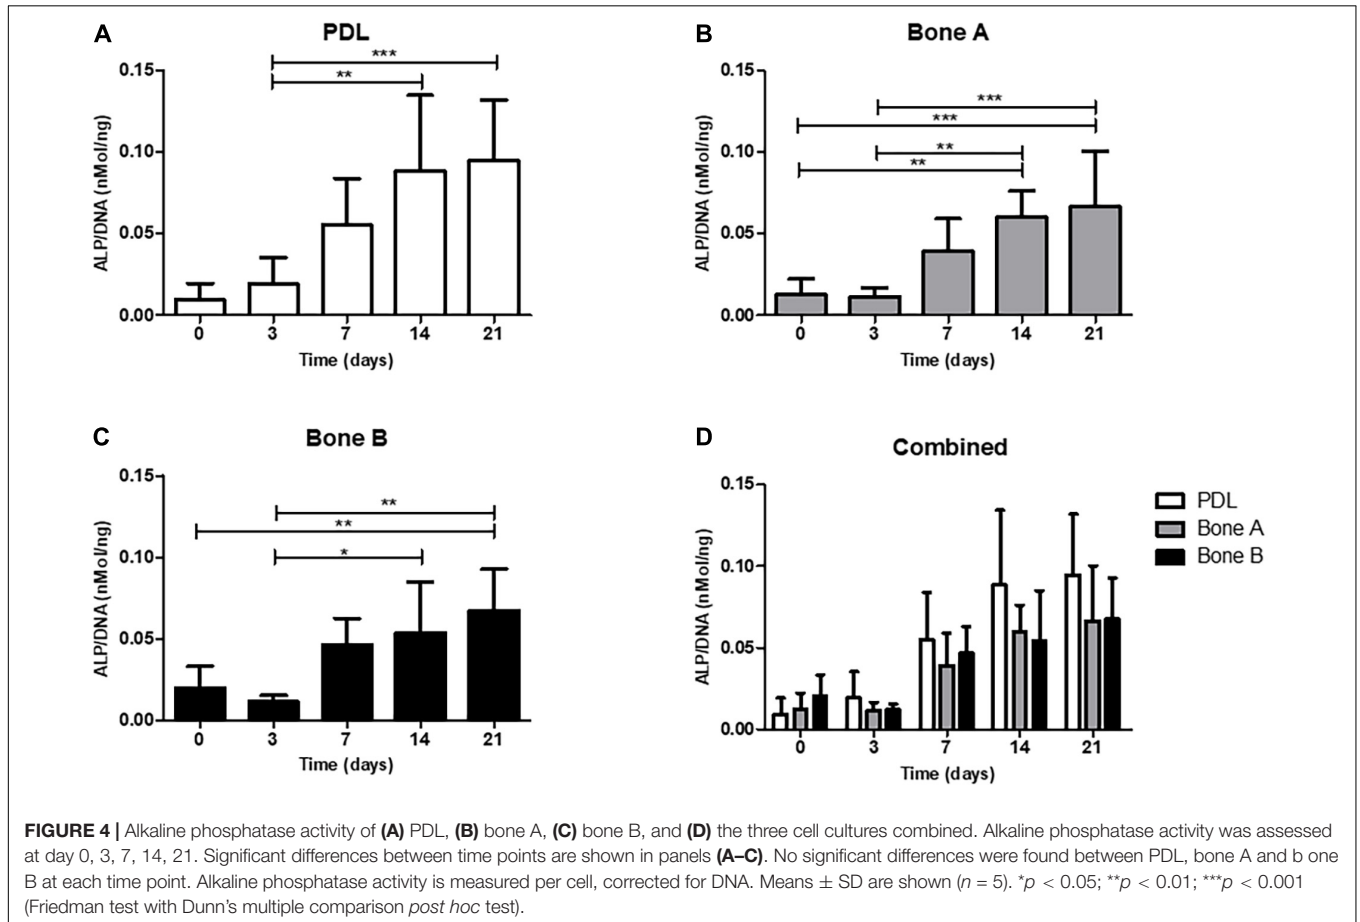 A
PDL
***
**
0.15
0.10
0.05
0.00
ALP/DNA (nMol/ng)
0 3 7 14 21
Time (days)
B
Bone A
***
***
**
**
0.15
0.10
0.05
0.00
ALP/DNA (nMol/ng)
0 3 7 14 21
Time (days)
C
Bone B
**
**
*
0.15
0.10
0.05
0.00
ALP/DNA (nMol/ng)
0 3 7 14 21
Time (days)
D
Combined
0.15
0.10
0.05
0.00
ALP/DNA (nMol/ng)
0 3 7 14 21
Time (days)
PDL
Bone A
Bone B
FIGURE 4 | Alkaline phosphatase activity of (A) PDL, (B) bone A, (C) bone B, and (D) the three cell cultures combined. Alkaline phosphatase activity was assessed
at day 0, 3, 7, 14, 21. Significant differences between time points are shown in panels (A–C). No significant differences were found between PDL, bone A and b one
B at each time point. Alkaline phosphatase activity is measured per cell, corrected for DNA. Means ± SD are shown (n = 5). *p < 0.05; **p < 0.01; ***p < 0.001
(Friedman test with Dunn's multiple comparison post hoc test).